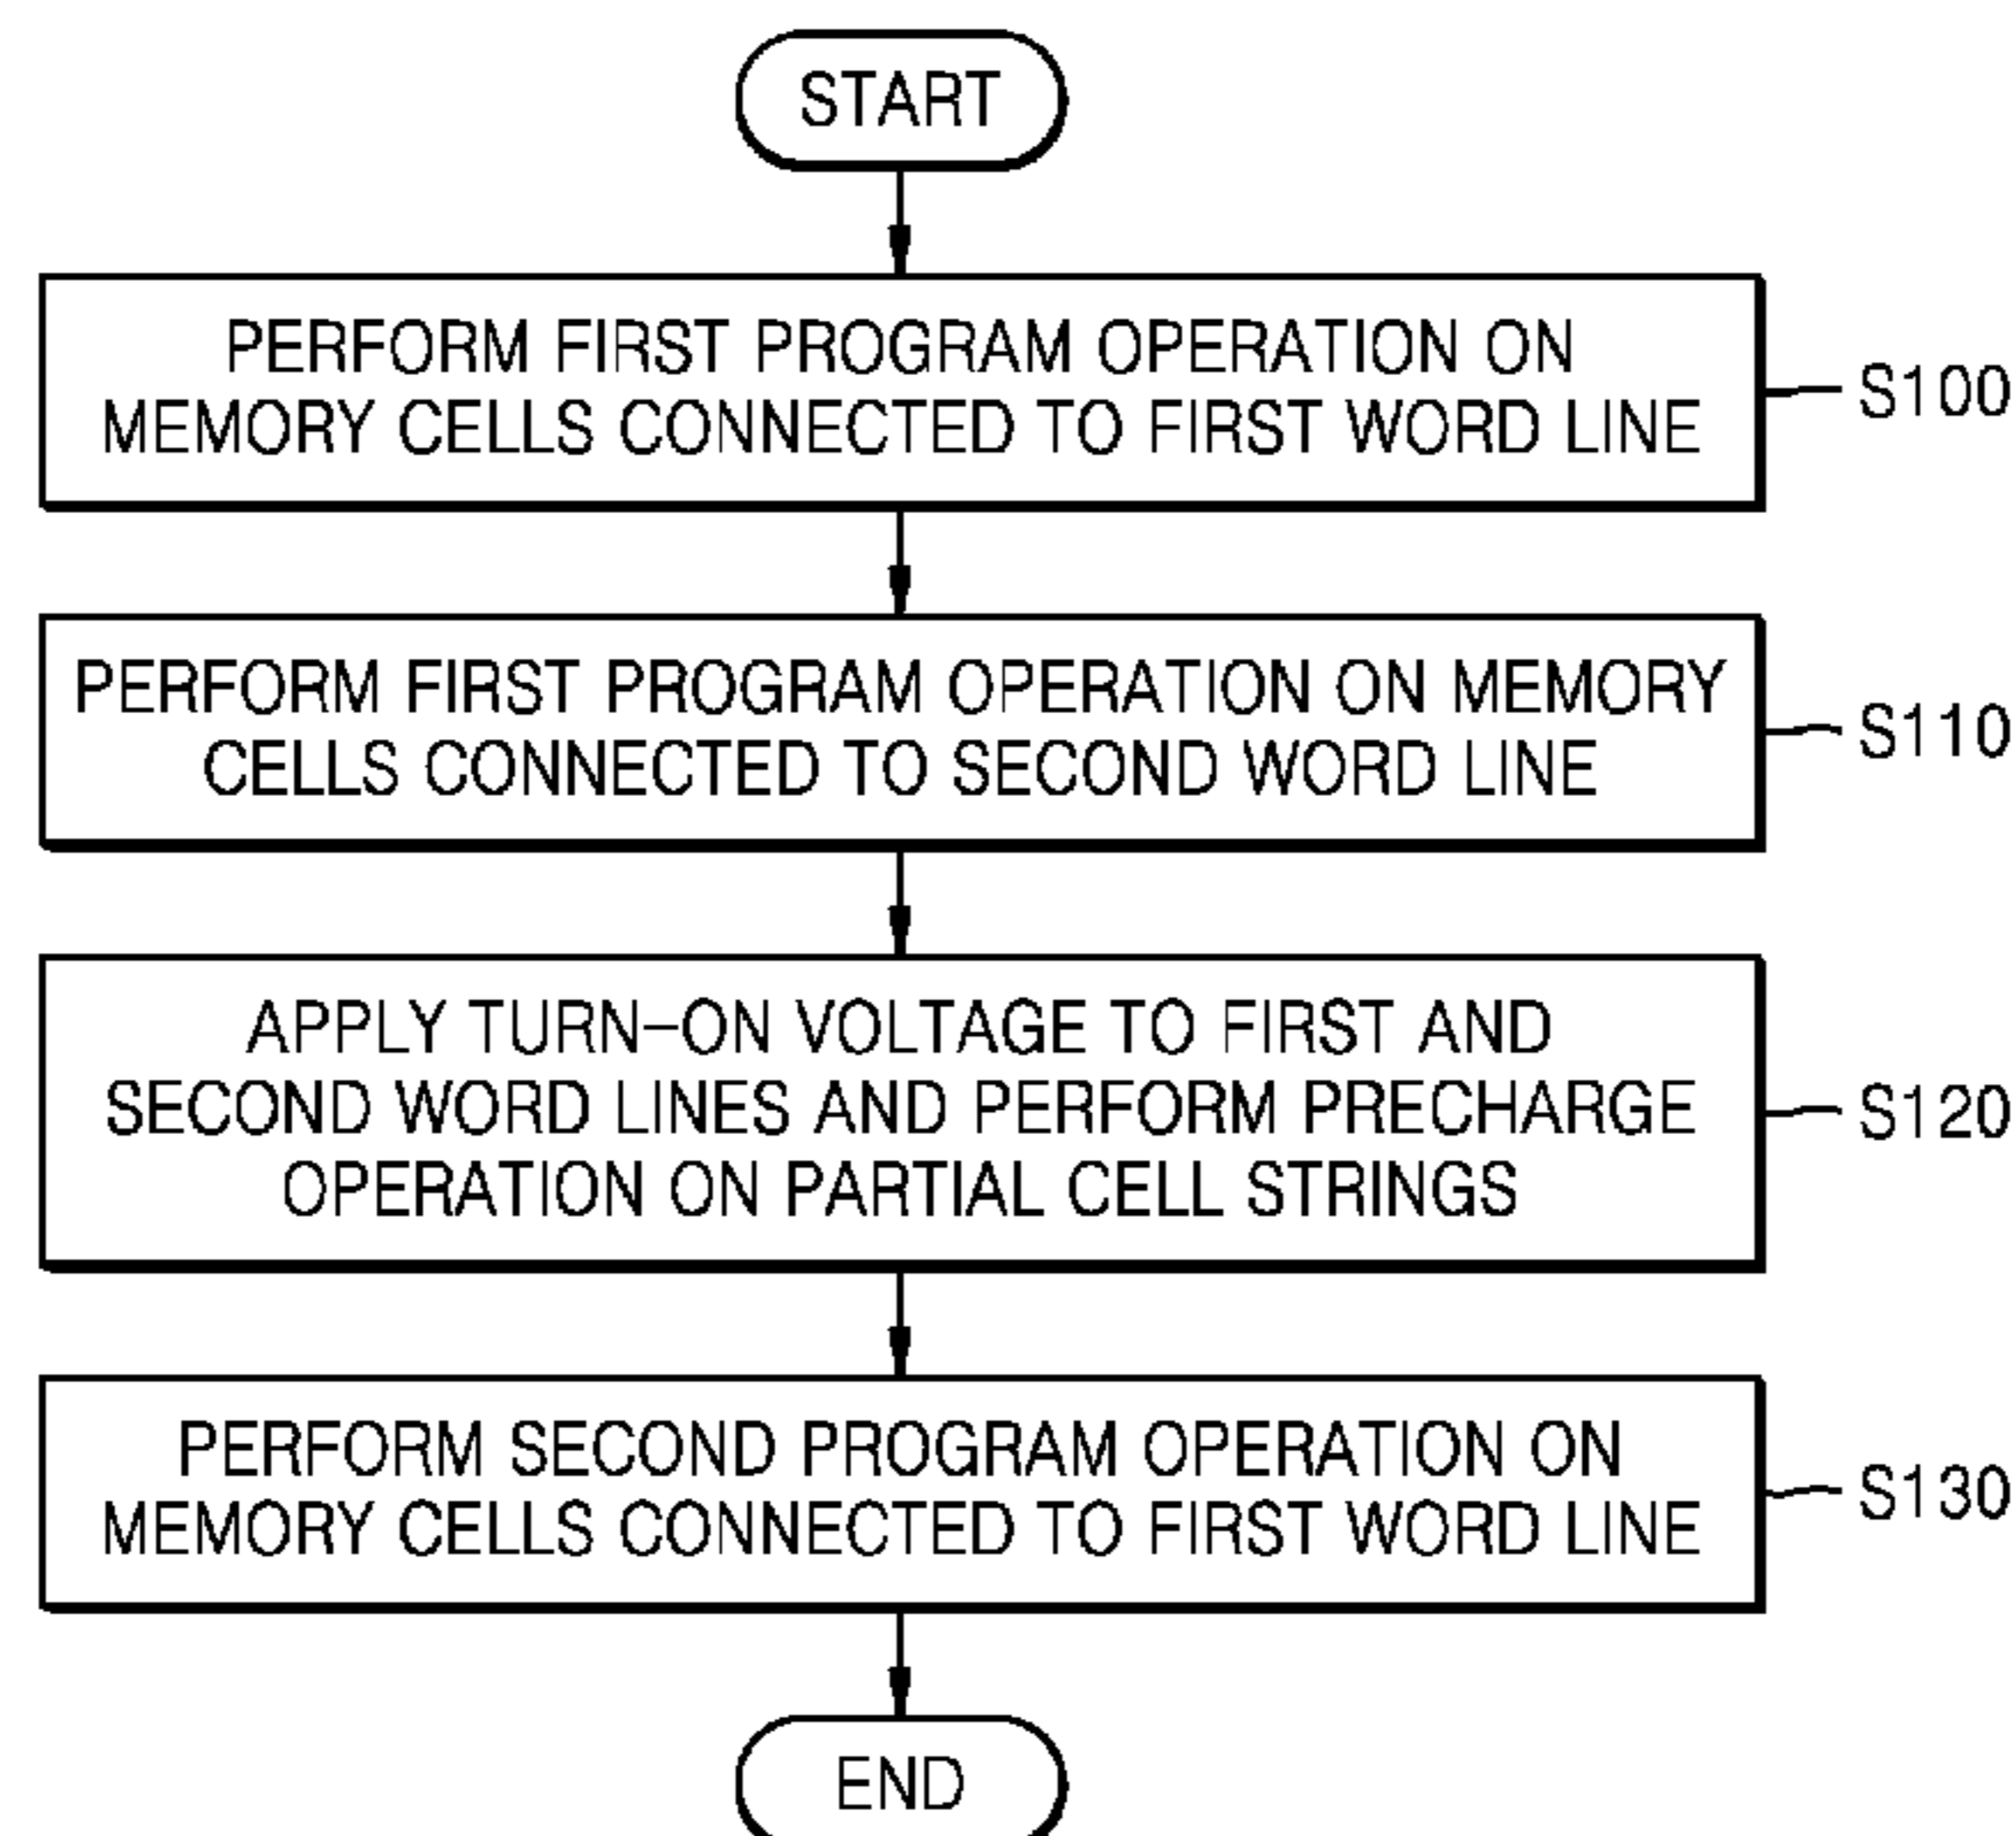 START
PERFORM FIRST PROGRAM OPERATION ON
MEMORY CELLS CONNECTED TO FIRST WORD LINE
S100
PERFORM FIRST PROGRAM OPERATION ON MEMORY
CELLS CONNECTED TO SECOND WORD LINE
S110
APPLY TURN-ON VOLTAGE TO FIRST AND
SECOND WORD LINES AND PERFORM PRECHARGE
OPERATION ON PARTIAL CELL STRINGS
S120
PERFORM SECOND PROGRAM OPERATION ON
MEMORY CELLS CONNECTED TO FIRST WORD LINE
S130
END